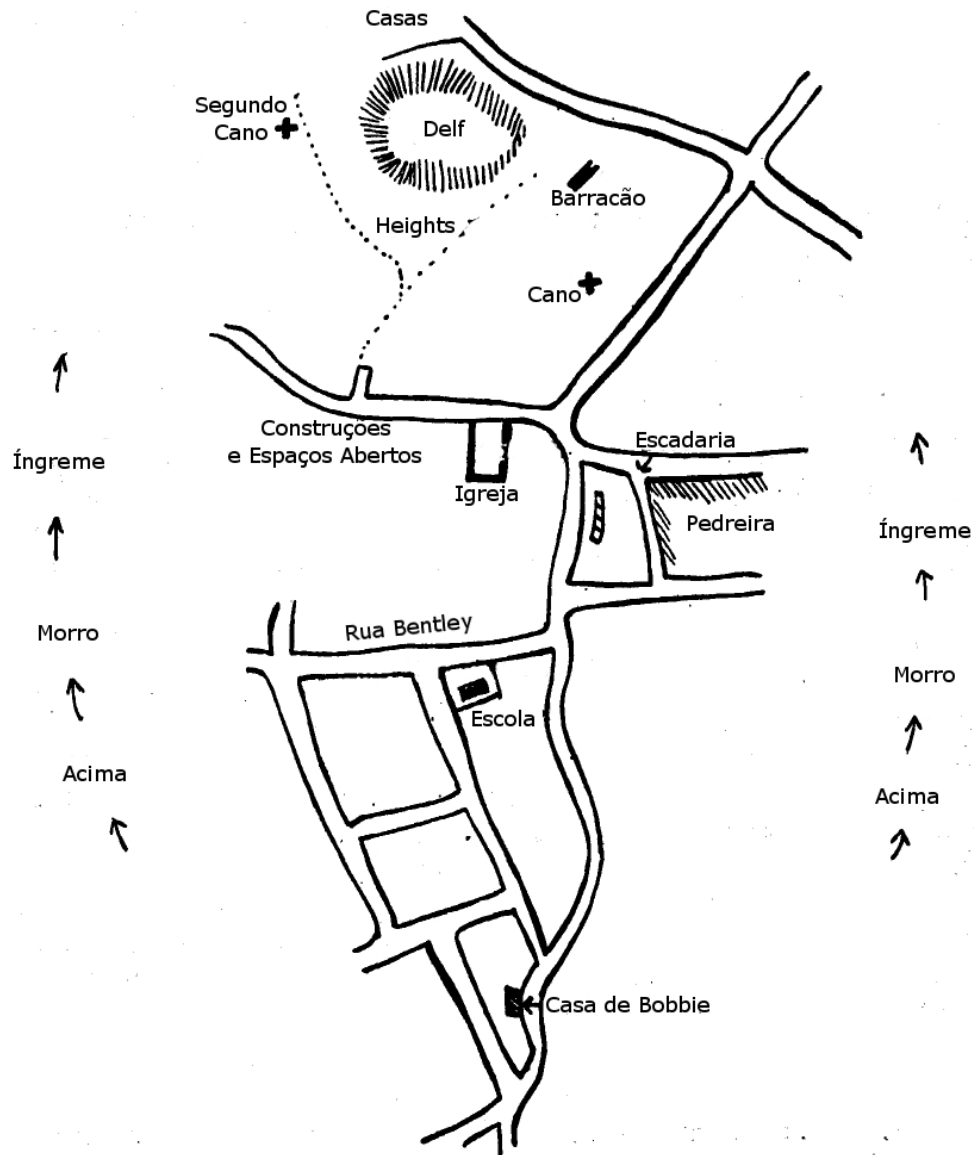 Casas
Segundo
Cano
Delf
Barracão
Heights
Cano
Construções
e Espaços Abertos
Igreja
Escadaria
Pedreira
Íngreme
Íngreme
Rua Bentley
Morro
Morro
Escola
Acima
Acima
Casa de Bobbie